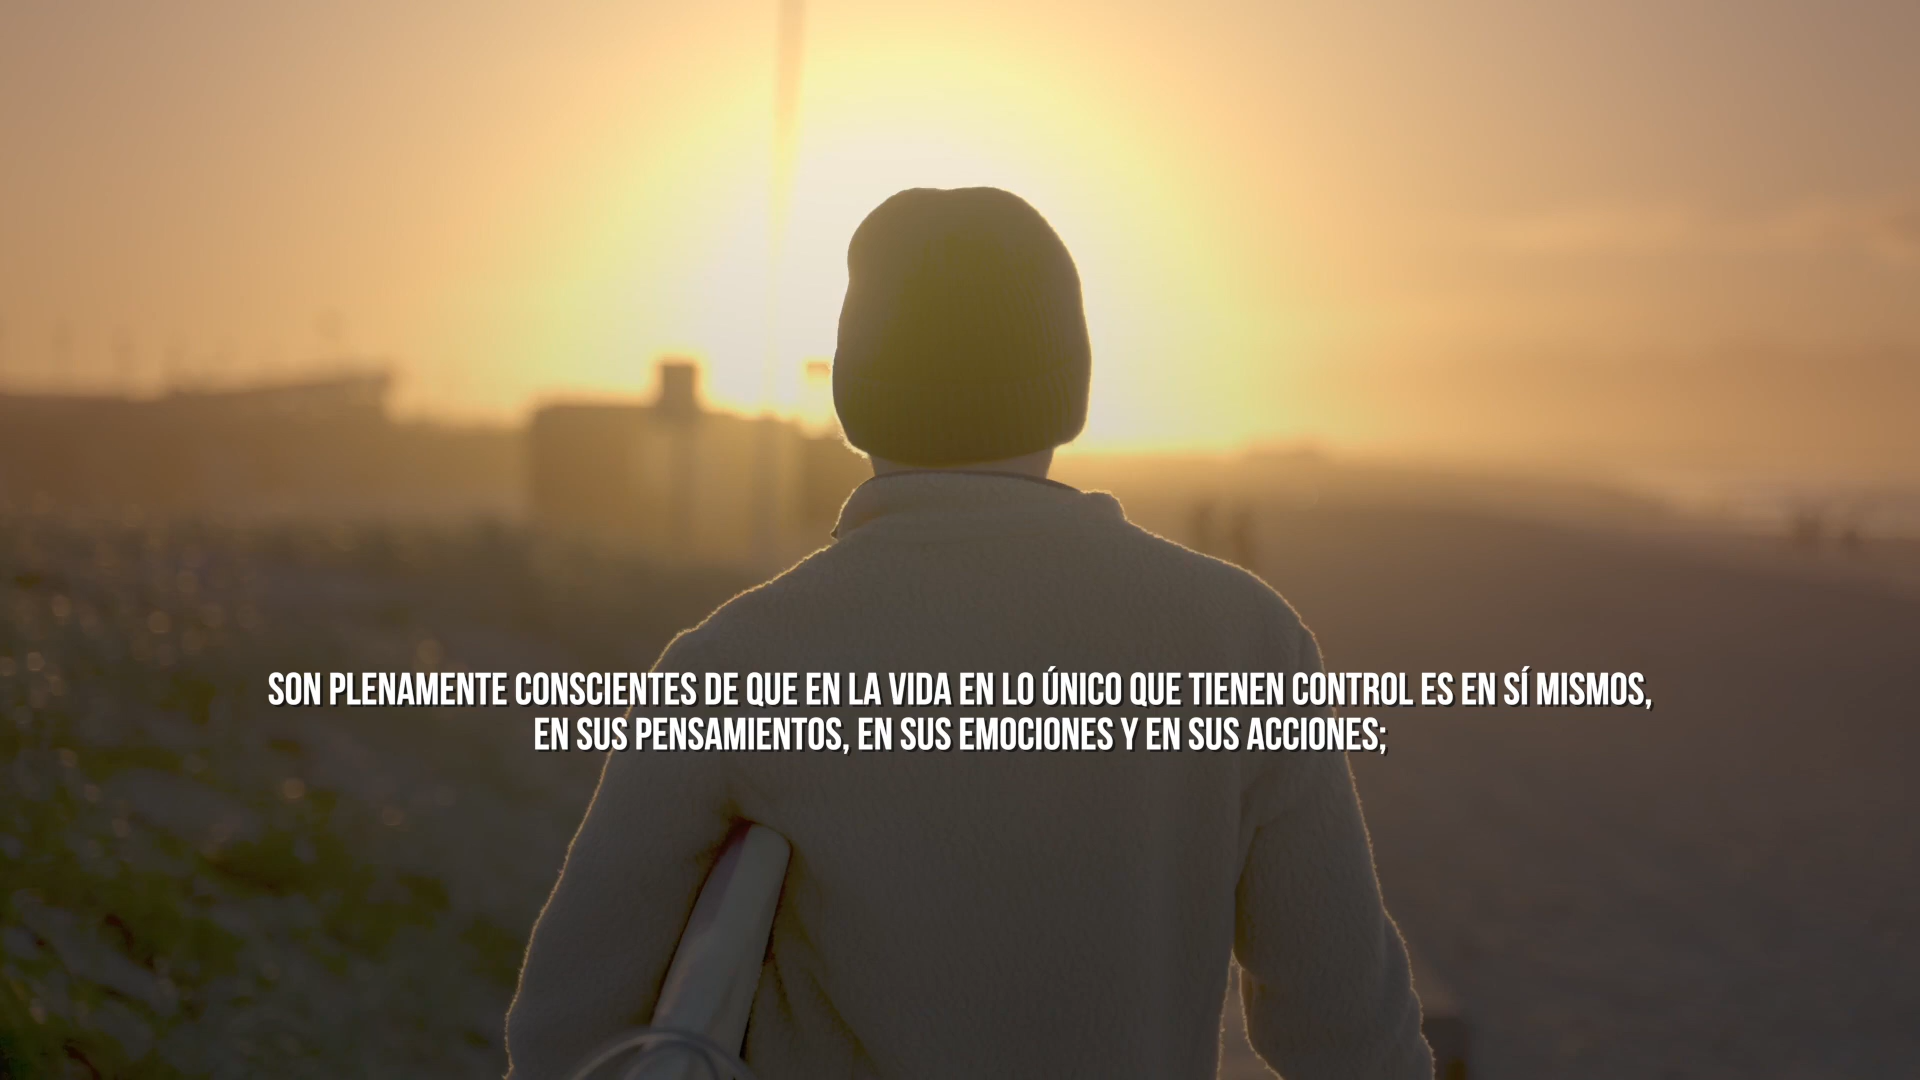 SON PLENAMENTE CONSCIENTES DE QUE EN LA VIDA EN LO ÚNICO QUE TIENEN CONTROL ES EN SÍ MISMOS,
EN SUS PENSAMIENTOS, EN SUS EMOCIONES Y EN SUS ACCIONES;